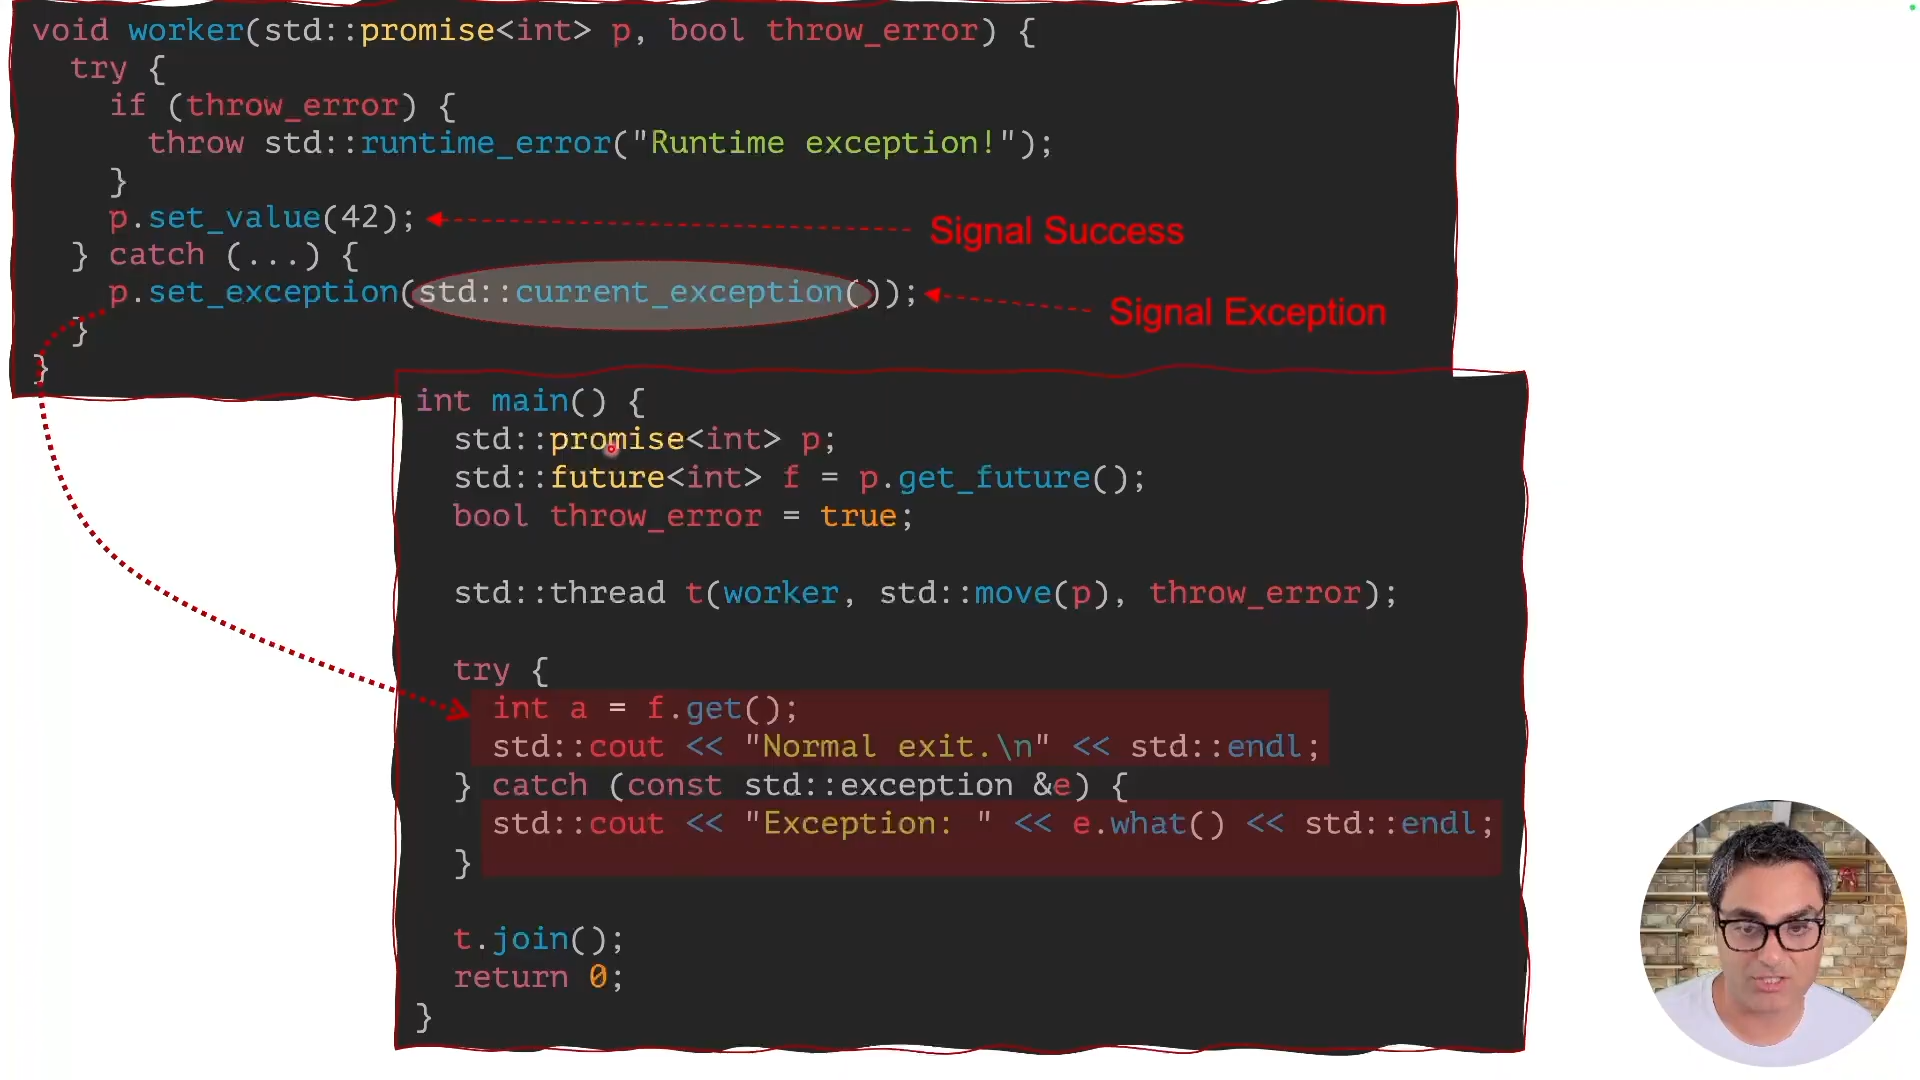 void worker(std::promise<int> p, bool throw_error) {
try {
if (throw_error) {
throw std::runtime_error("Runtime exception!");
}
p.set_value(42);
Signal Success
} catch (...) {
p.set_exception(std::current_exception());
Signal Exception
}
}
int main() {
std::promise<int> p;
std::future<int> f = p.get_future();
bool throw_error = true;
std::thread t(worker, std::move(p), throw_error);
try {
int a = f.get();
std::cout << "Normal exit.\n" << std::endl;
} catch (const std::exception &e) {
std::cout << "Exception: " << e.what() << std::endl;
}
t.join();
return 0;
}